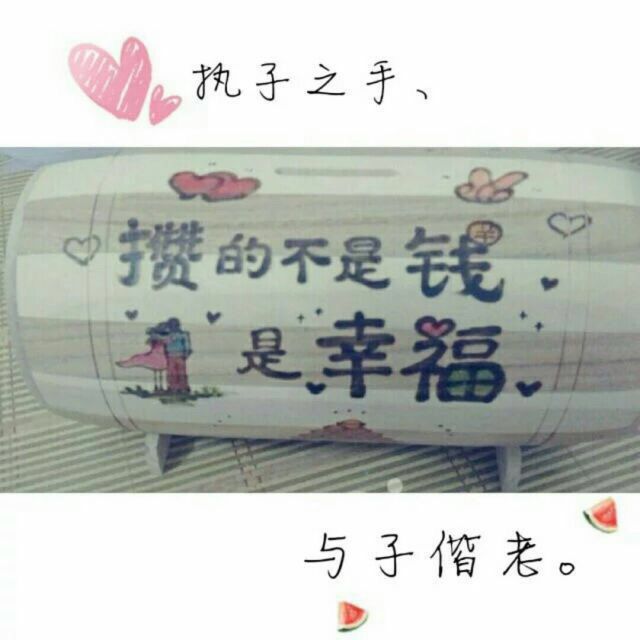 执子之手、
攒的不是钱
是幸福
与子偕老。